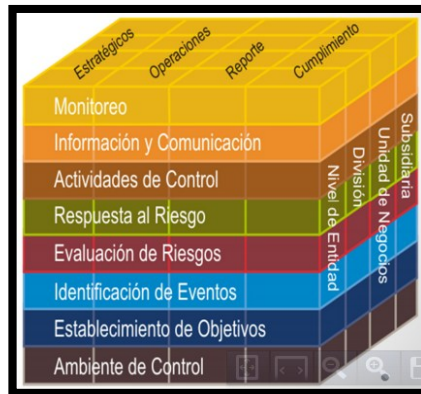 Estratégicos
Operaciones
Reporte
Cumplimiento
Monitoreo
Información y Comunicación
Actividades de Control
Respuesta al Riesgo
Evaluación de Riesgos
Identificación de Eventos
Establecimiento de Objetivos
Ambiente de Control
Nivel de Entidad
División
Unidad de Negocios
Subsidiaria